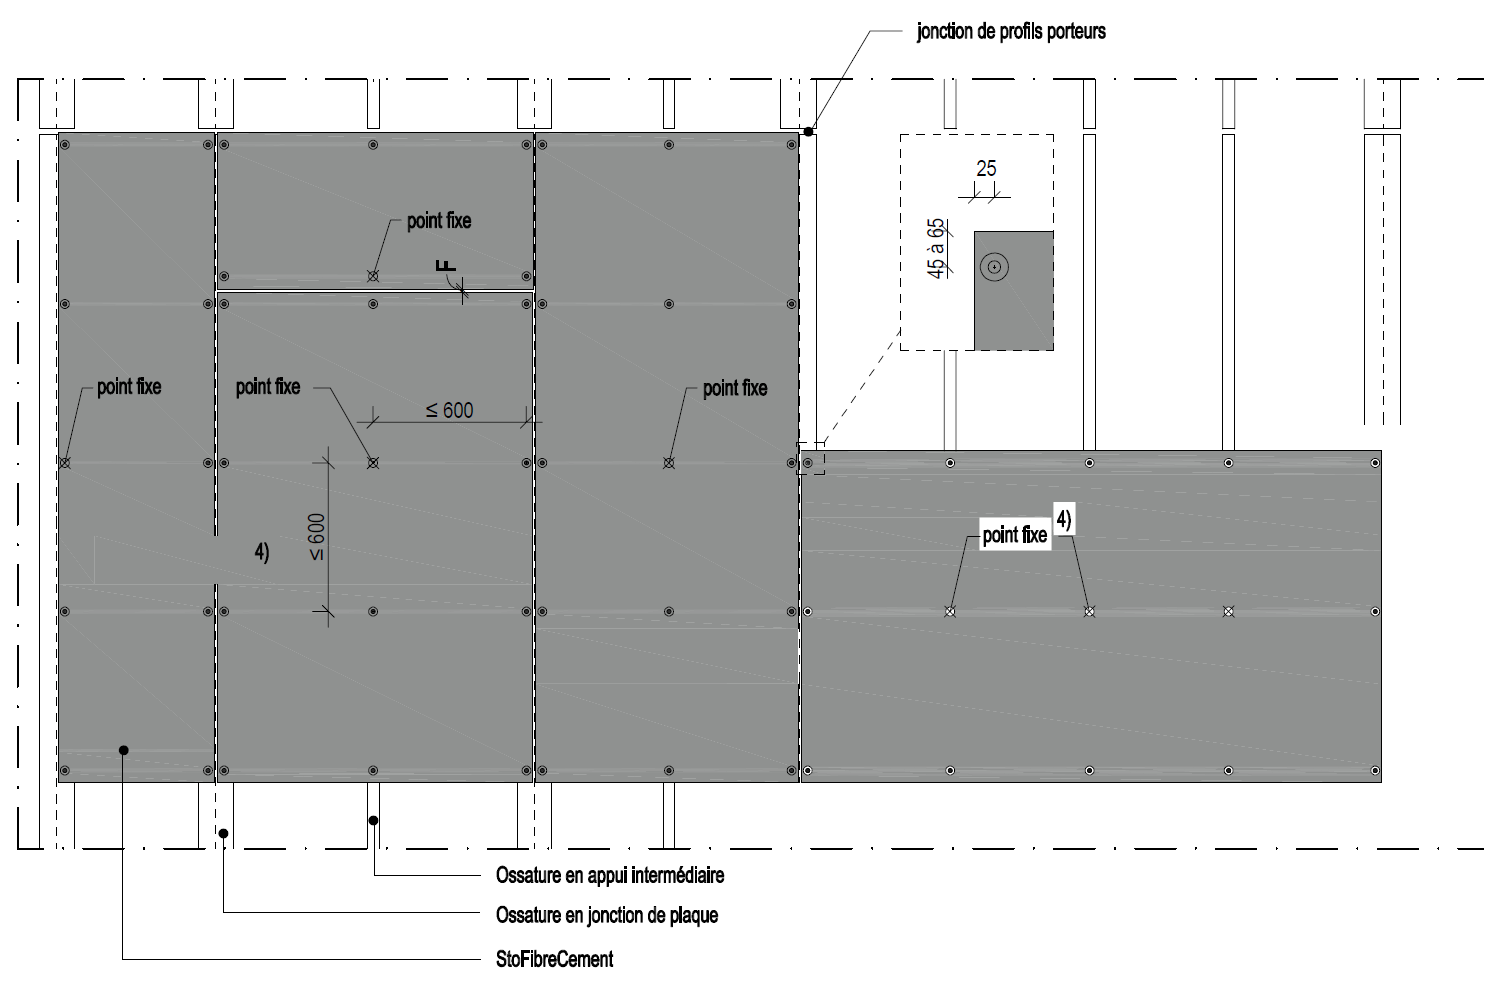 jonction de profils porteurs
25
45 à 65
point fixe
F
point fixe
point fixe
≤ 600
point fixe
≤ 600
4)
point fixe
4)
Ossature en appui intermédiaire
Ossature en jonction de plaque
StoFibreCement